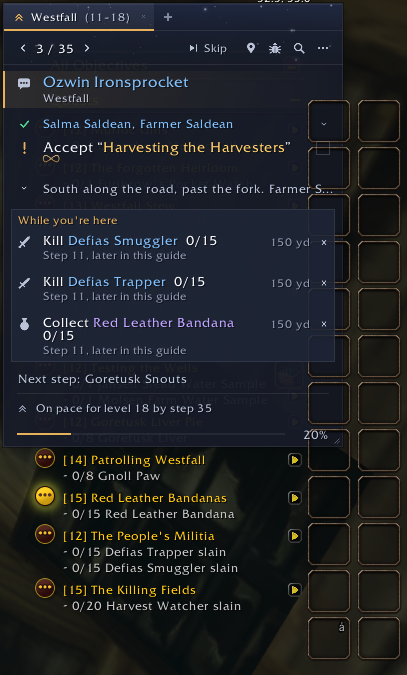 Westfall (11-18)
3 / 35
Skip
Ozwin Ironsprocket
Westfall
Salma Saldean, Farmer Saldean
Accept “Harvesting the Harvesters”
South along the road, past the fork. Farmer S...
While you're here
Kill Defias Smuggler 0/15
150 yd x
Step 11, later in this guide
Kill Defias Trapper 0/15
150 yd x
Step 11, later in this guide
Collect Red Leather Bandana
0/15
150 yd x
Step 11, later in this guide
Next step: Goretusk Snouts
On pace for level 18 by step 35
20%
[14] Patrolling Westfall
- 0/8 Gnoll Paw
[15] Red Leather Bandanas
- 0/15 Red Leather Bandana
[12] The People's Militia
- 0/15 Defias Trapper slain
- 0/15 Defias Smuggler slain
[15] The Killing Fields
- 0/20 Harvest Watcher slain